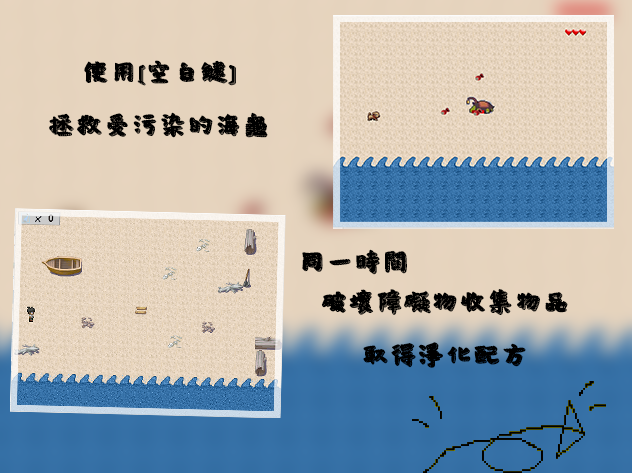 使用[空白鍵]
拯救受污染的海龜
× 0
同一時間
破壞障礙物收集物品
取得淨化配方